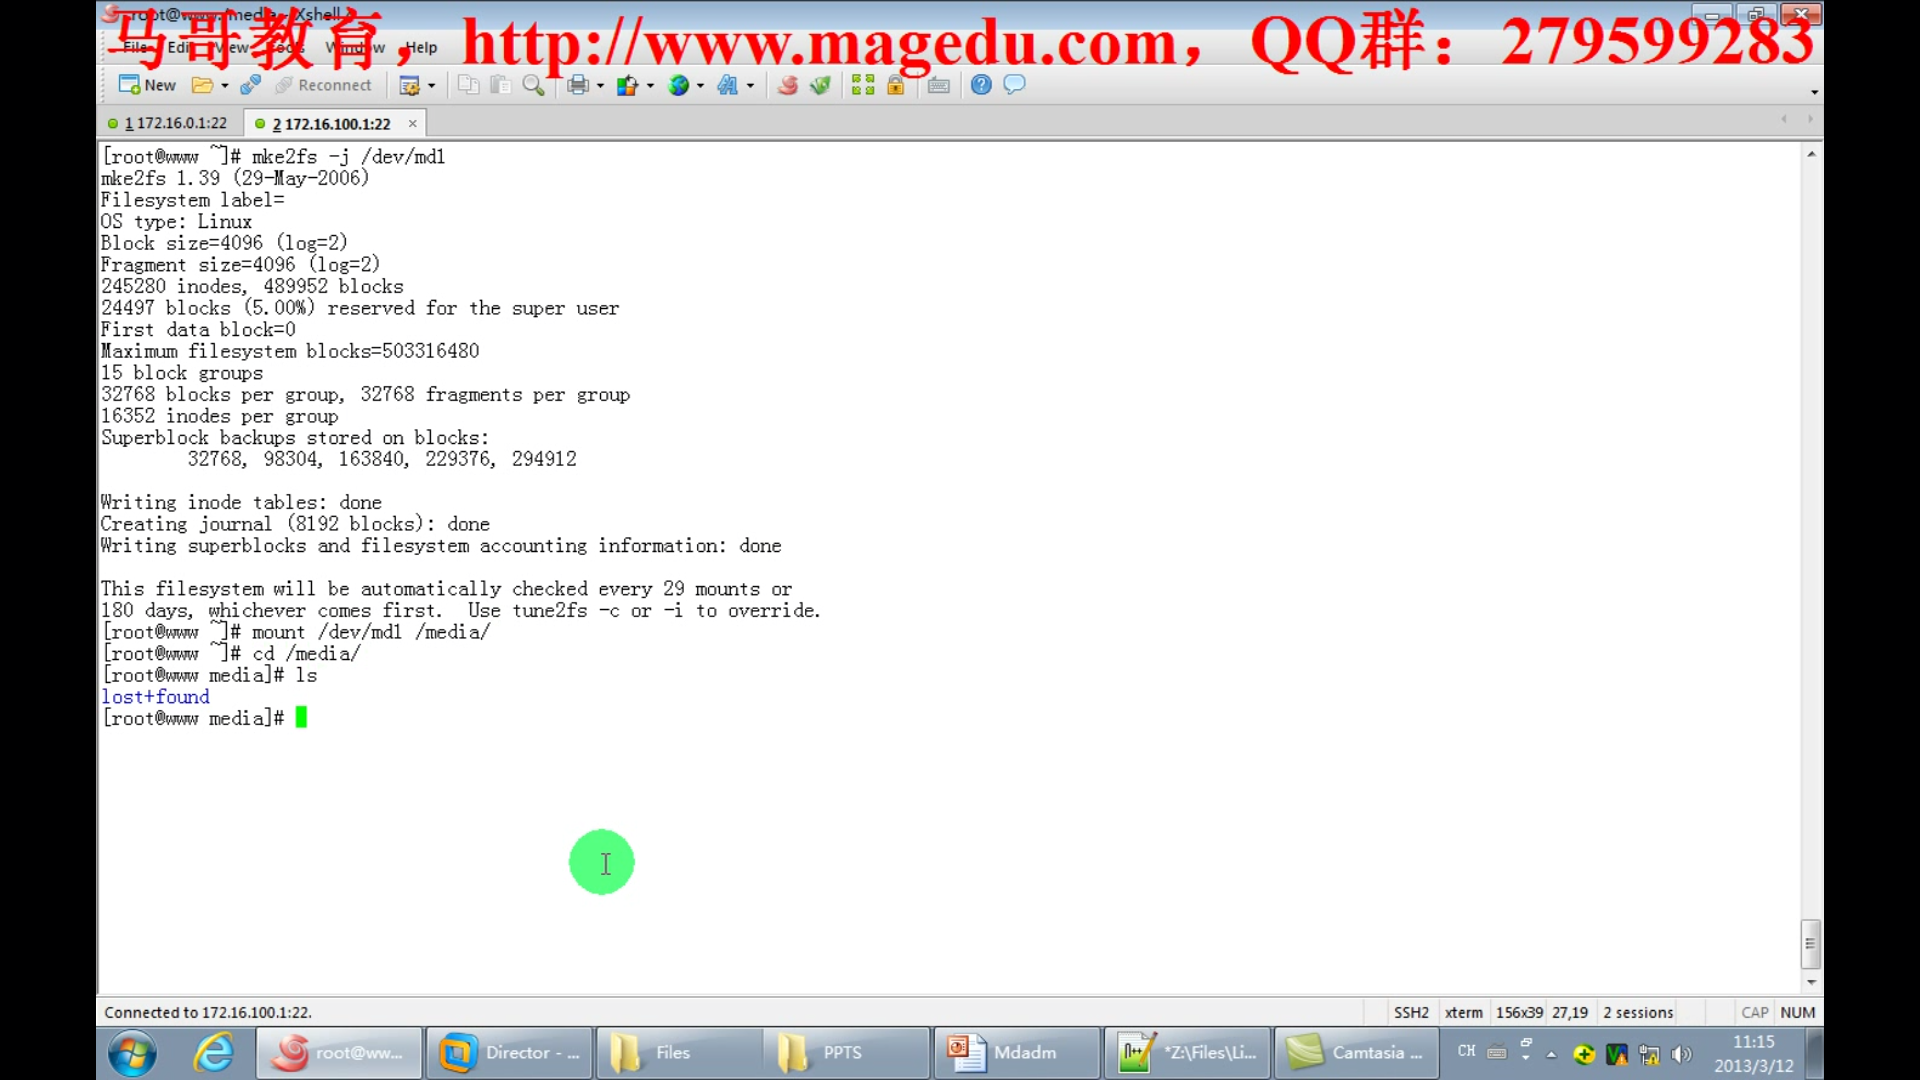 root@www:/media - Xshell
马哥教育，http://www.magedu.com，QQ群：279599283
File Edit View Tools Window Help
New Reconnect
1 172.16.0.1:22 2 172.16.100.1:22
[root@www ~]# mke2fs -j /dev/md1
mke2fs 1.39 (29-May-2006)
Filesystem label=
OS type: Linux
Block size=4096 (log=2)
Fragment size=4096 (log=2)
245280 inodes, 489952 blocks
24497 blocks (5.00%) reserved for the super user
First data block=0
Maximum filesystem blocks=503316480
15 block groups
32768 blocks per group, 32768 fragments per group
16352 inodes per group
Superblock backups stored on blocks:
32768, 98304, 163840, 229376, 294912
Writing inode tables: done
Creating journal (8192 blocks): done
Writing superblocks and filesystem accounting information: done
This filesystem will be automatically checked every 29 mounts or
180 days, whichever comes first.  Use tune2fs -c or -i to override.
[root@www ~]# mount /dev/md1 /media/
[root@www ~]# cd /media/
[root@www media]# ls
lost+found
[root@www media]#
Connected to 172.16.100.1:22. SSH2 xterm 156x39 27,19 2 sessions CAP NUM
root@ww... Director - ... Files PPTS Mdadm *Z:\Files\Li... Camtasia ... CH 11:15
2013/3/12